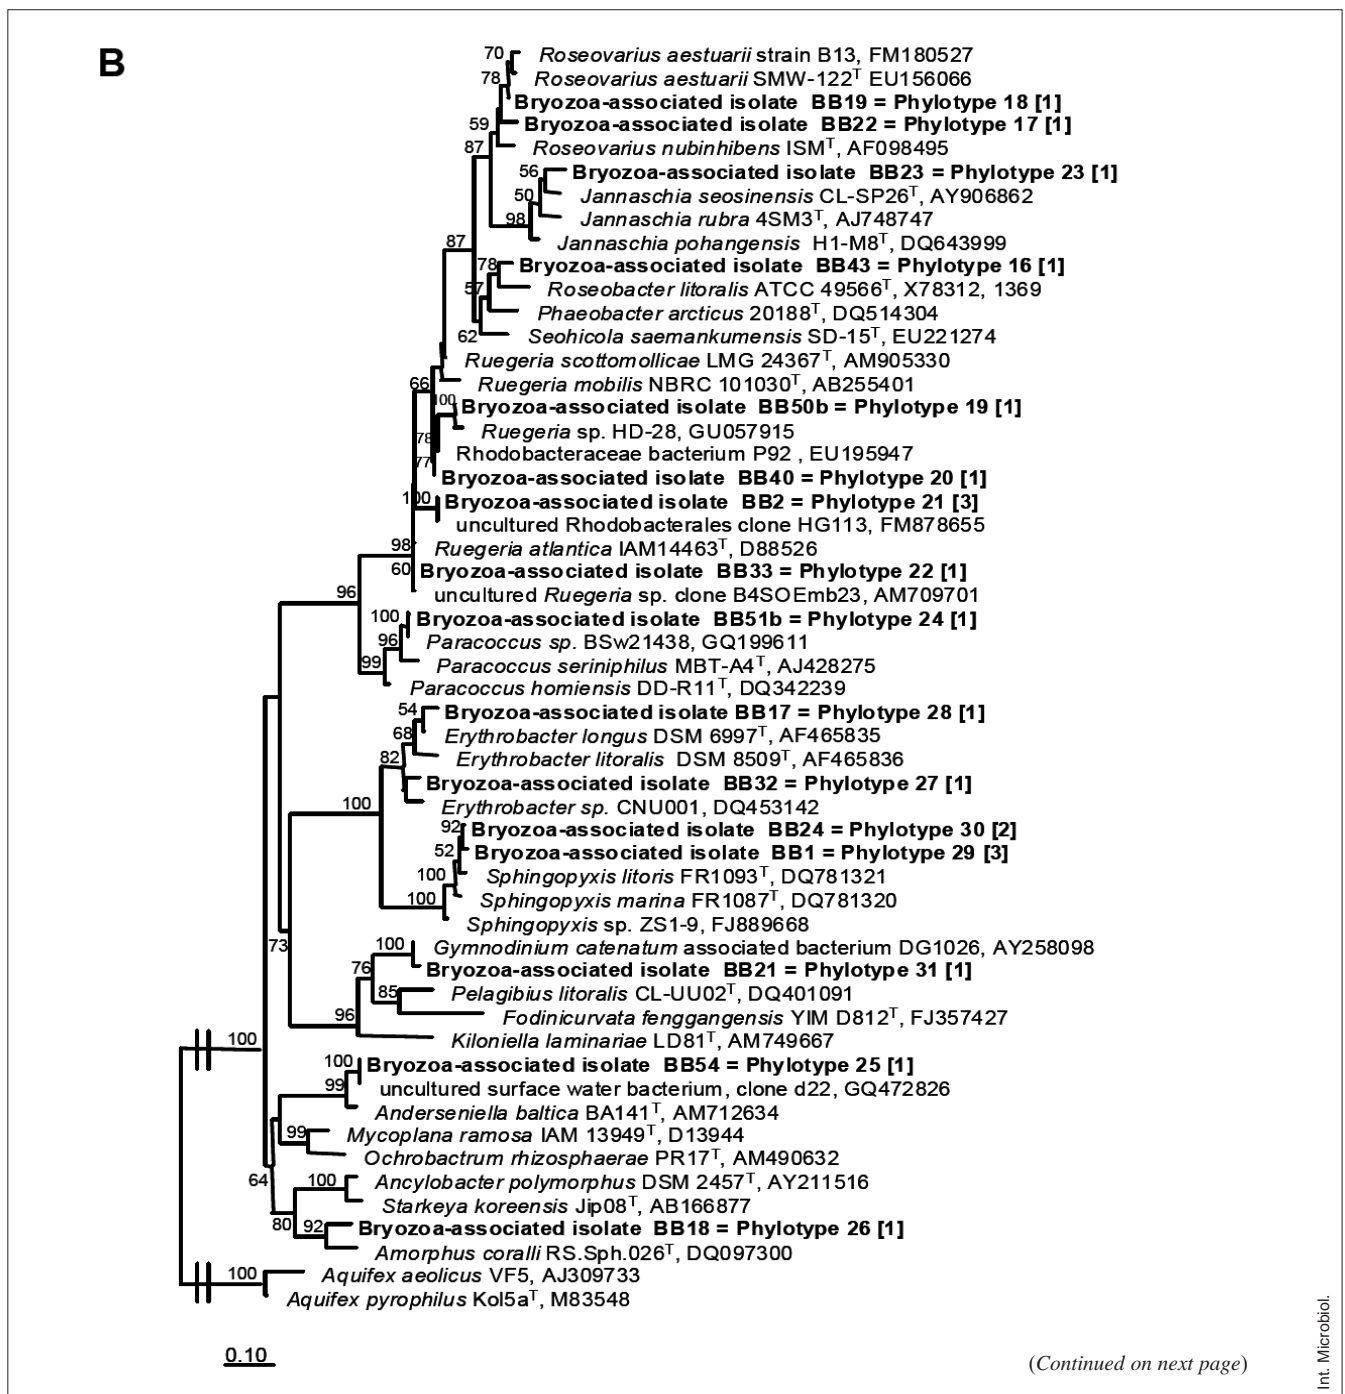 B
70
Roseovarius aestuarii strain B13, FM180527
78
Roseovarius aestuarii SMW-122T EU156066
Bryozoa-associated isolate BB19 = Phylotype 18 [1]
59
Bryozoa-associated isolate BB22 = Phylotype 17 [1]
87
Roseovarius nubinhibens ISMT, AF098495
56
Bryozoa-associated isolate BB23 = Phylotype 23 [1]
50
Jannaschia seosinensis CL-SP26T, AY906862
98
Jannaschia rubra 4SM3T, AJ748747
87
Jannaschia pohangensis H1-M8T, DQ643999
78
Bryozoa-associated isolate BB43 = Phylotype 16 [1]
57
Roseobacter litoralis ATCC 49566T, X78312, 1369
Phaeobacter arcticus 20188T, DQ514304
62
Seohicola saemankumensis SD-15T, EU221274
Ruegeria scottomollicae LMG 24367T, AM905330
66
Ruegeria mobilis NBRC 101030T, AB255401
100
Bryozoa-associated isolate BB50b = Phylotype 19 [1]
78
Ruegeria sp. HD-28, GU057915
Rhodobacteraceae bacterium P92 , EU195947
77
Bryozoa-associated isolate BB40 = Phylotype 20 [1]
100
Bryozoa-associated isolate BB2 = Phylotype 21 [3]
uncultured Rhodobacterales clone HG113, FM878655
98
Ruegeria atlantica IAM14463T, D88526
60
Bryozoa-associated isolate BB33 = Phylotype 22 [1]
96
uncultured Ruegeria sp. clone B4SOEmb23, AM709701
100
Bryozoa-associated isolate BB51b = Phylotype 24 [1]
96
Paracoccus sp. BSw21438, GQ199611
99
Paracoccus seriniphilus MBT-A4T, AJ428275
Paracoccus homiensis DD-R11T, DQ342239
54
Bryozoa-associated isolate BB17 = Phylotype 28 [1]
68
Erythrobacter longus DSM 6997T, AF465835
82
Erythrobacter litoralis DSM 8509T, AF465836
Bryozoa-associated isolate BB32 = Phylotype 27 [1]
100
Erythrobacter sp. CNU001, DQ453142
92
Bryozoa-associated isolate BB24 = Phylotype 30 [2]
52
Bryozoa-associated isolate BB1 = Phylotype 29 [3]
100
Sphingopyxis litoris FR1093T, DQ781321
100
Sphingopyxis marina FR1087T, DQ781320
Sphingopyxis sp. ZS1-9, FJ889668
73
100
Gymnodinium catenatum associated bacterium DG1026, AY258098
76
Bryozoa-associated isolate BB21 = Phylotype 31 [1]
85
Pelagibius litoralis CL-UU02T, DQ401091
96
Fodinicurvata fenggangensis YIM D812T, FJ357427
100
Kiloniella laminariae LD81T, AM749667
100
Bryozoa-associated isolate BB54 = Phylotype 25 [1]
99
uncultured surface water bacterium, clone d22, GQ472826
Anderseniella baltica BA141T, AM712634
99
Mycoplana ramosa IAM 13949T, D13944
Ochrobactrum rhizosphaerae PR17T, AM490632
64
100
Ancylobacter polymorphus DSM 2457T, AY211516
Starkeya koreensis Jip08T, AB166877
80
92
Bryozoa-associated isolate BB18 = Phylotype 26 [1]
Amorphus coralli RS.Sph.026T, DQ097300
100
Aquifex aeolicus VF5, AJ309733
Aquifex pyrophilus Kol5aT, M83548
0.10
(Continued on next page)
Int. Microbiol.